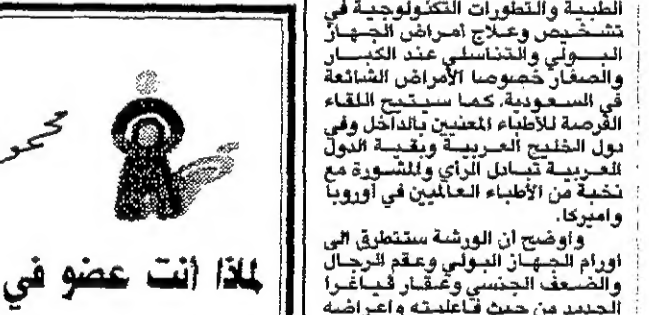 الطبية والتطورات التكنولوجية في
تشخيص وعلاج أمراض الجهاز
البولي والتناسلي عند الكبار
والصغار خصوصا الأمراض الشائعة
في السعودية، كما سيتيح اللقاء
الفرصة للأطباء المعنيين بالداخل وفي
دول الخليج العربية وبقية الدول
العربية تبادل الرأي والمشورة مع
نخبة من الأطباء العالميين في أوروبا
واميركا.
وأوضح أن الورشة ستتطرق الى
أورام الجهاز البولي وعقم الرجال
والضعف الجنسي وعقار فياغرا
الجديد من حيث فاعليته واعراضه
لماذا أنت عضو في